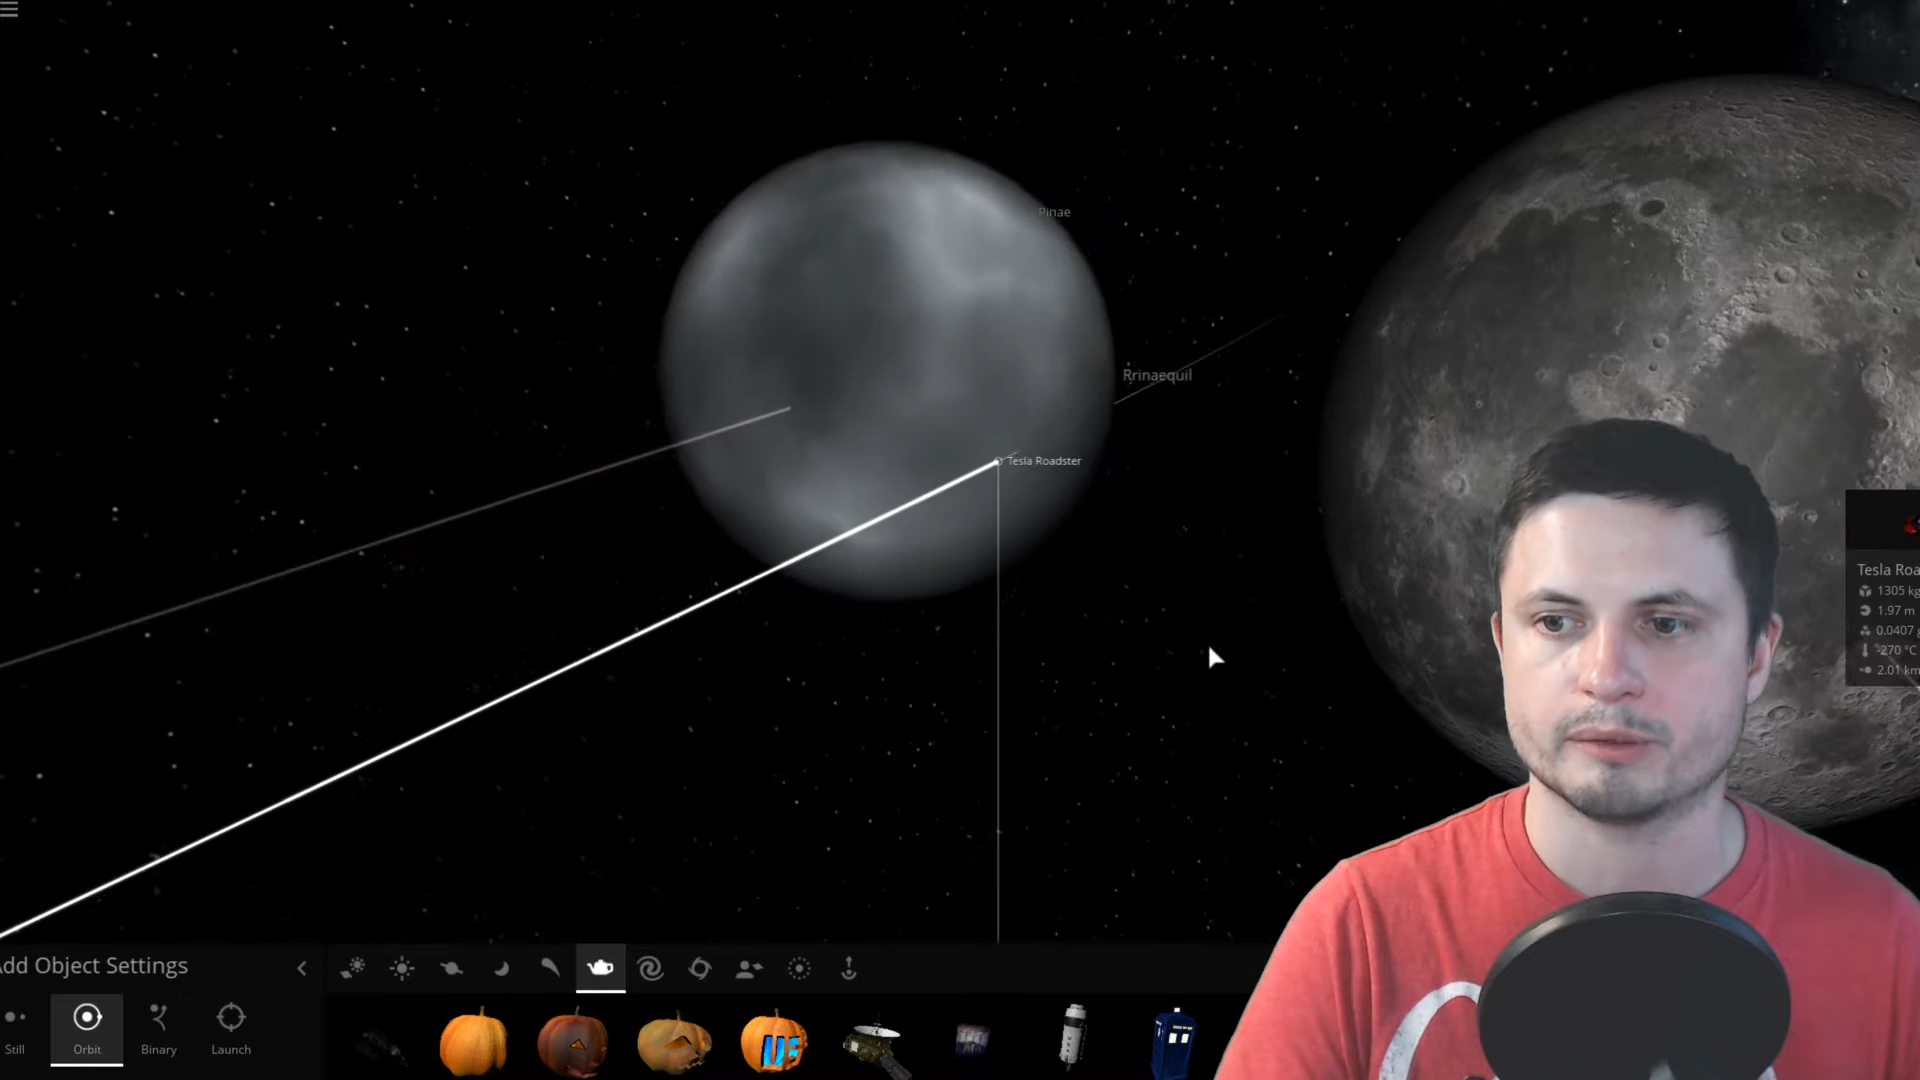 Pinae
Rrinaequil
Tesla Roadster
Tesla Roa
1305 kg
1.97 m
0.0407 g
-270 °C
2.01 km
dd Object Settings
Still
Orbit
Binary
Launch